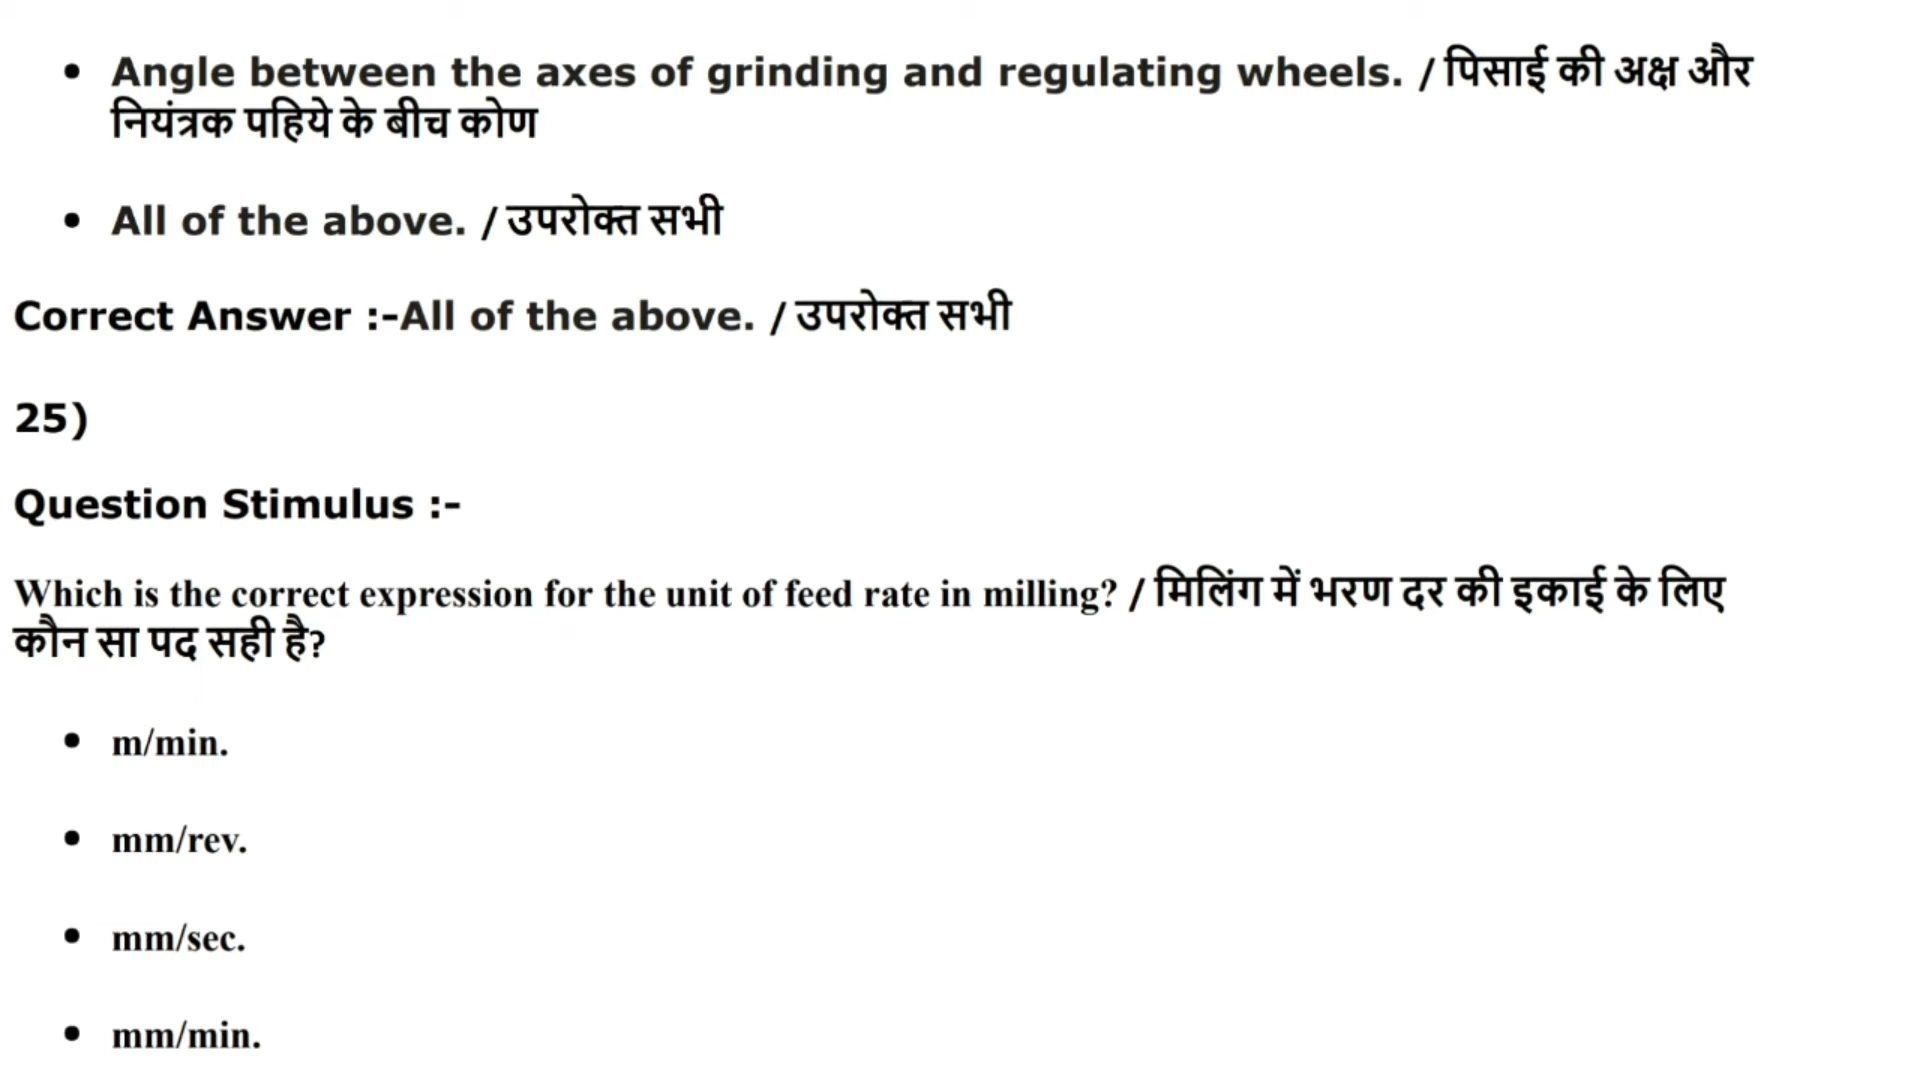 • Angle between the axes of grinding and regulating wheels. / पिसाई की अक्ष और
नियंत्रक पहिये के बीच कोण
• All of the above. / उपरोक्त सभी
Correct Answer :-All of the above. / उपरोक्त सभी
25)
Question Stimulus :-
Which is the correct expression for the unit of feed rate in milling? / मिलिंग में भरण दर की इकाई के लिए
कौन सा पद सही है?
• m/min.
• mm/rev.
• mm/sec.
• mm/min.